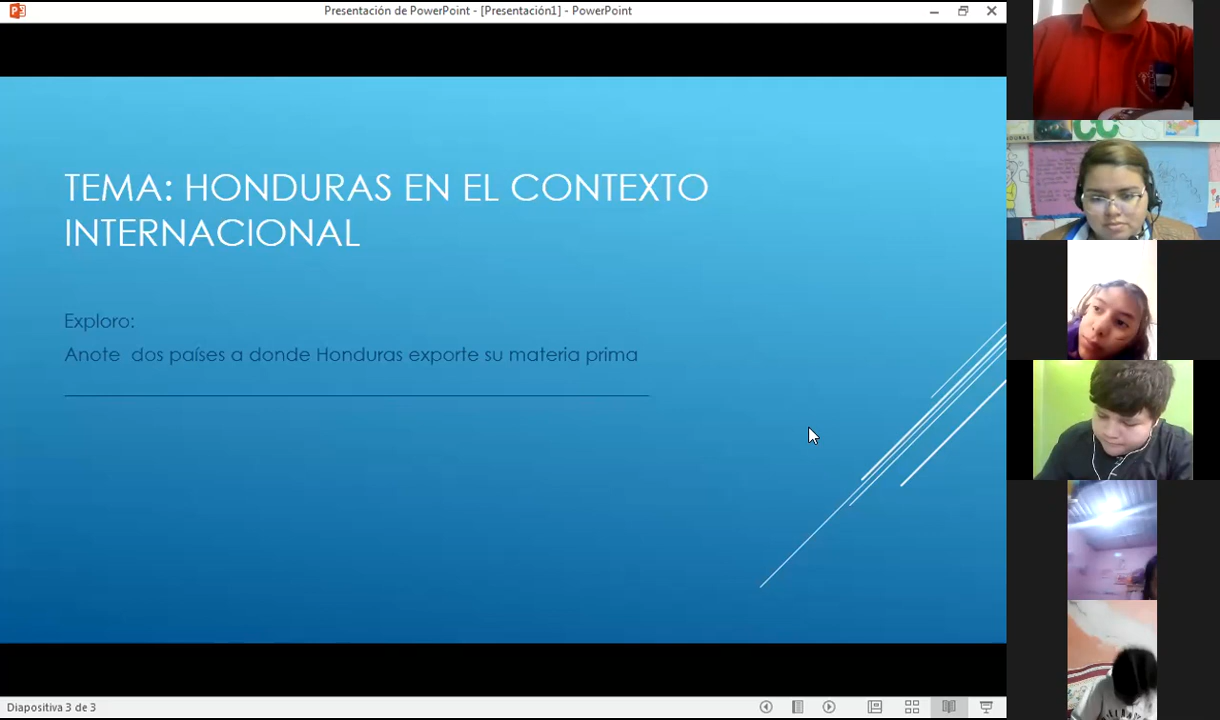 Presentación de PowerPoint - [Presentación1] - PowerPoint
TEMA: HONDURAS EN EL CONTEXTO
INTERNACIONAL
Exploro:
Anote dos países a donde Honduras exporte su materia prima
Diapositiva 3 de 3
CC